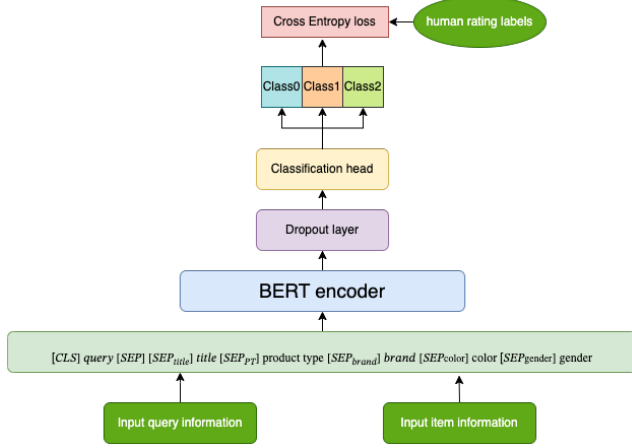 Cross Entropy loss
human rating labels
Class0 Class1 Class2
Classification head
Dropout layer
BERT encoder
[CLS] query [SEP] [SEP_title] title [SEP_PT] product type [SEP_brand] brand [SEP_color] color [SEP_gender] gender
Input query information
Input item information